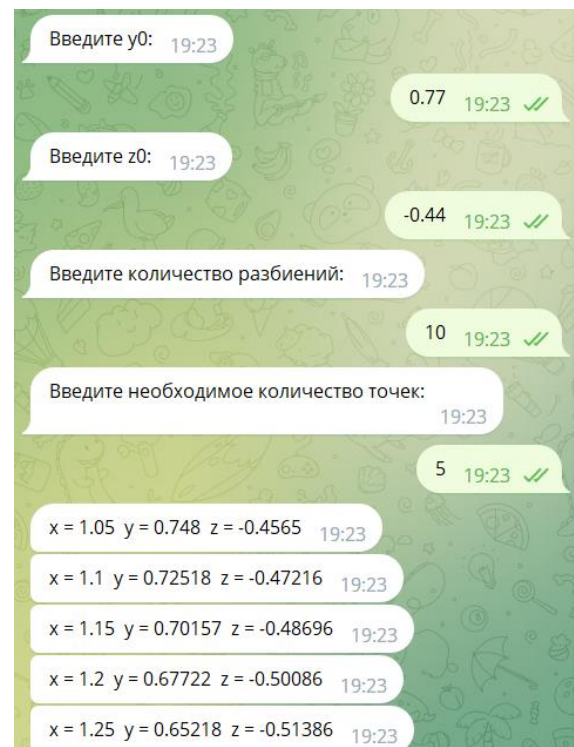 Введите y0: 19:23
0.77 19:23
Введите z0: 19:23
-0.44 19:23
Введите количество разбиений: 19:23
10 19:23
Введите необходимое количество точек:
19:23
5 19:23
x = 1.05 y = 0.748 z = -0.4565 19:23
x = 1.1 y = 0.72518 z = -0.47216 19:23
x = 1.15 y = 0.70157 z = -0.48696 19:23
x = 1.2 y = 0.67722 z = -0.50086 19:23
x = 1.25 y = 0.65218 z = -0.51386 19:23